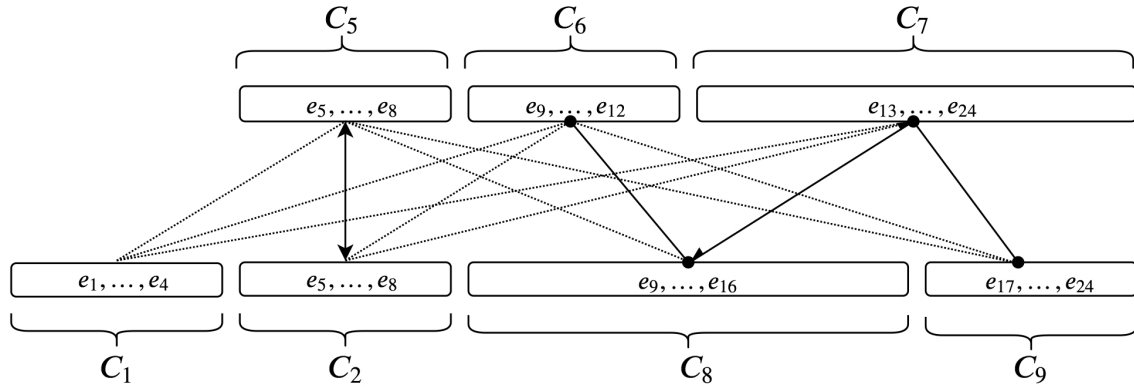 C₅ C₆ C₇
e₅, …, e₈ e₉, …, e₁₂ e₁₃, …, e₂₄
e₁, …, e₄ e₅, …, e₈ e₉, …, e₁₆ e₁₇, …, e₂₄
C₁ C₂ C₈ C₉